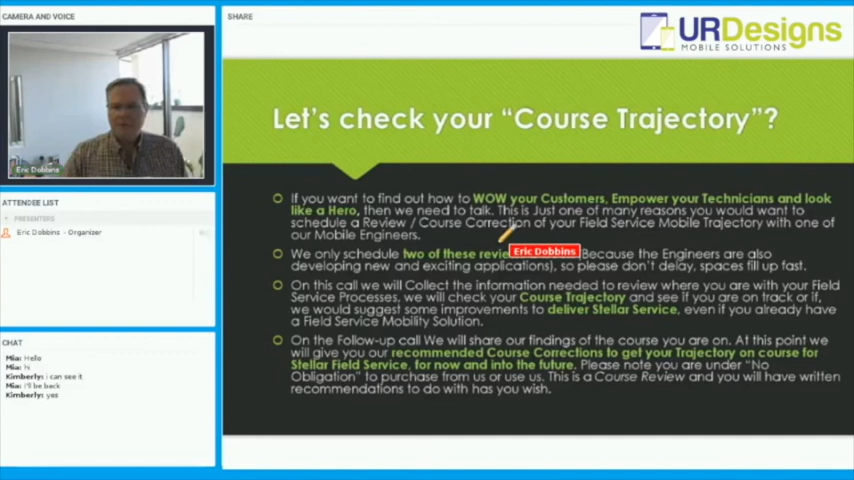 CAMERA AND VOICE
Eric Dobbins
ATTENDEE LIST
PRESENTERS
Eric Dobbins - Organizer
CHAT
Mia: Hello
Mia: N
Kimberly: i can see it
Mia: I'll be back
Kimberly: yes
SHARE
URDesigns
MOBILE SOLUTIONS
Let's check your "Course Trajectory"?
If you want to find out how to WOW your Customers, Empower your Technicians and look
like a Hero, then we need to talk. This is Just one of many reasons you would want to
schedule a Review / Course Correction of your Field Service Mobile Trajectory with one of
our Mobile Engineers.
Eric Dobbins
We only schedule two of these Because the Engineers are also
developing new and exciting applications), so please don't delay, spaces fill up fast.
On this call we will Collect the information needed to review where you are with your Field
Service Processes, we will check your Course Trajectory and see if you are on track or if,
we would suggest some improvements to deliver Stellar Service, even if you already have
a Field Service Mobility Solution.
On the Follow-up call We will share our findings of the course you are on. At this point we
will give you our recommended Course Corrections to get your Trajectory on course for
Stellar Field Service, for now and into the future. Please note you are under "No
Obligation" to purchase from us or use us. This is a Course Review and you will have written
recommendations to do with has you wish.